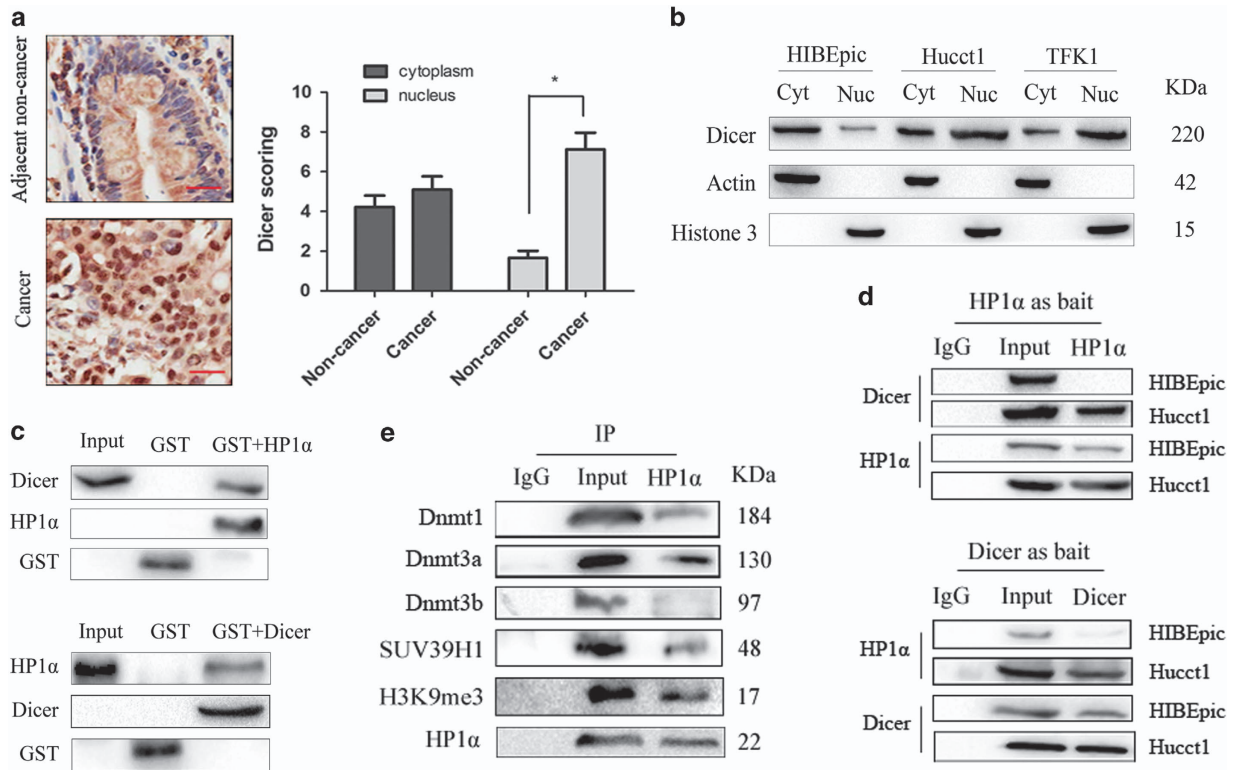 a
Adjacent non-cancer
Cancer
cytoplasm
nucleus
*
Dicer scoring
10
8
6
4
2
0
Non-cancer
Cancer
Non-cancer
Cancer
b
HIBEpic Hucct1 TFK1
Cyt Nuc Cyt Nuc Cyt Nuc KDa
Dicer 220
Actin 42
Histone 3 15
c
Input GST GST+HP1α
Dicer
HP1α
GST
Input GST GST+Dicer
HP1α
Dicer
GST
d
HP1α as bait
IgG Input HP1α
Dicer HIBEpic
Hucct1
HP1α HIBEpic
Hucct1
Dicer as bait
IgG Input Dicer
HP1α HIBEpic
Hucct1
Dicer HIBEpic
Hucct1
e
IP
IgG Input HP1α KDa
Dnmt1 184
Dnmt3a 130
Dnmt3b 97
SUV39H1 48
H3K9me3 17
HP1α 22